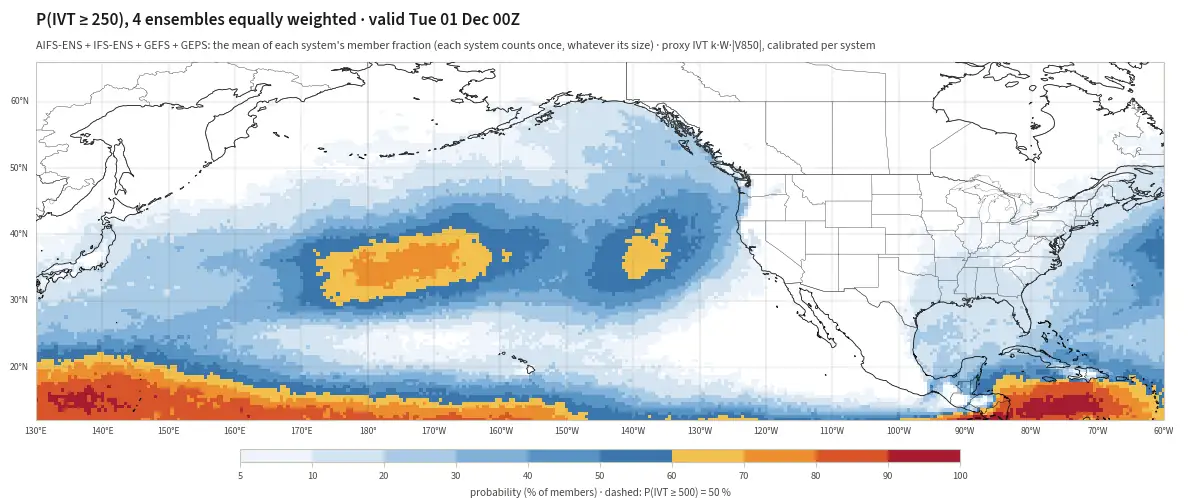 P(IVT ≥ 250), 4 ensembles equally weighted · valid Tue 01 Dec 00Z
AIFS-ENS + IFS-ENS + GEFS + GEPS: the mean of each system's member fraction (each system counts once, whatever its size) · proxy IVT k·W·|V850|, calibrated per system
60°N
50°N
40°N
30°N
20°N
130°E 140°E 150°E 160°E 170°E 180° 170°W 160°W 150°W 140°W 130°W 120°W 110°W 100°W 90°W 80°W 70°W 60°W
5 10 20 30 40 50 60 70 80 90 100
probability (% of members) · dashed: P(IVT ≥ 500) = 50 %